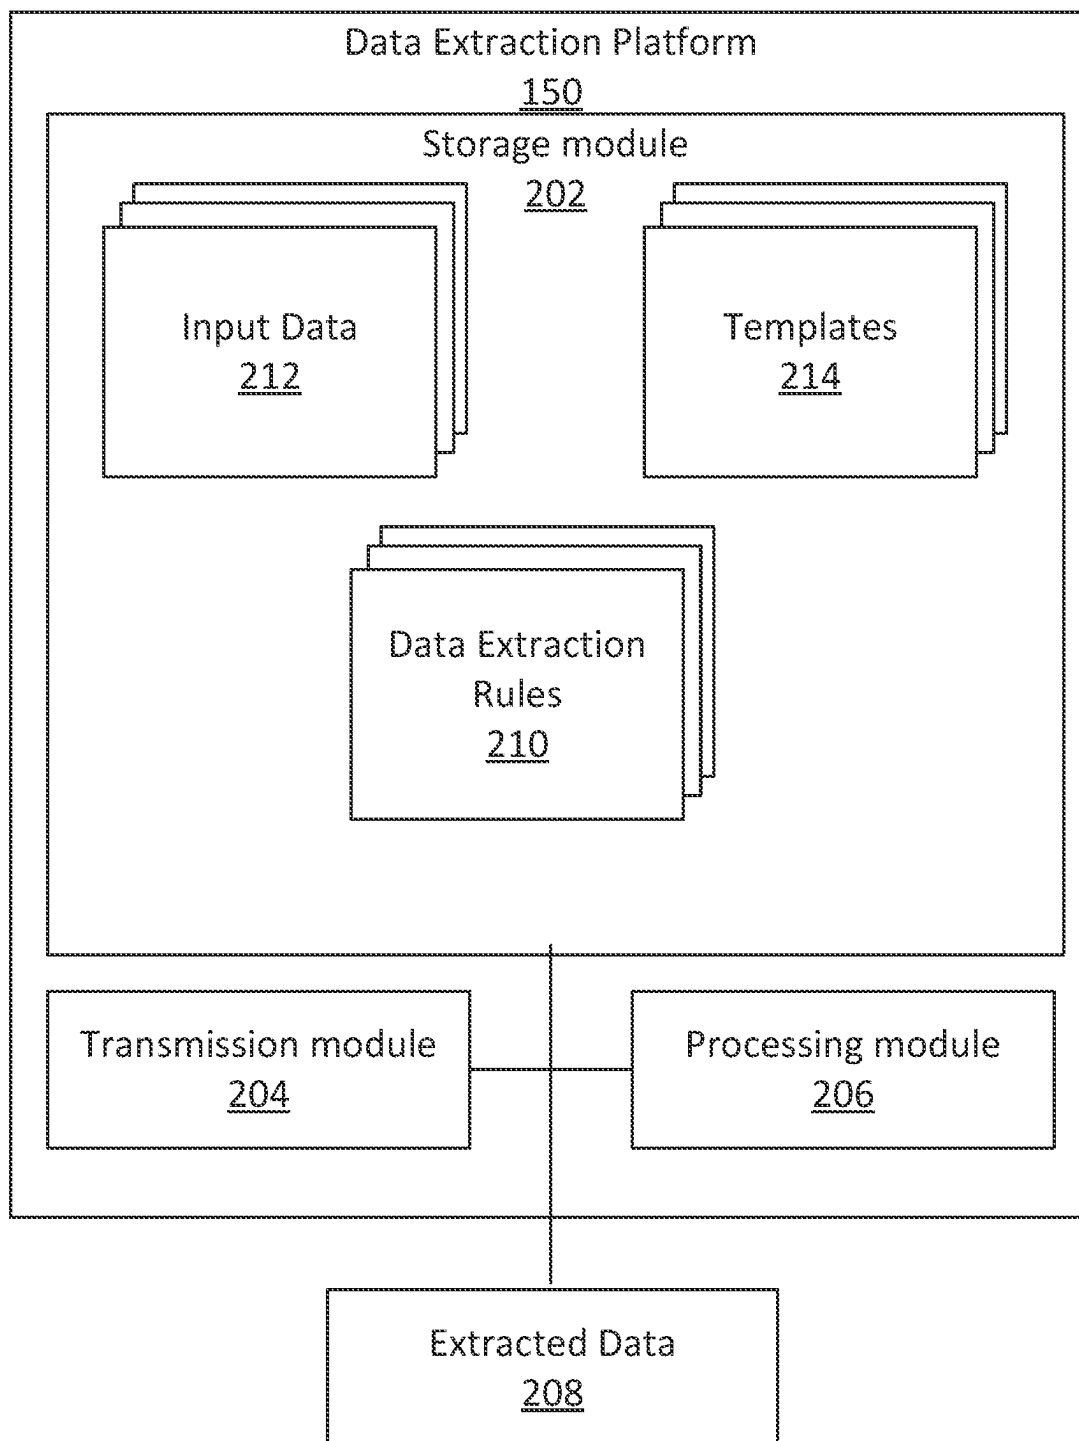 Data Extraction Platform
150
Storage module
202
Input Data
212
Templates
214
Data Extraction
Rules
210
Transmission module
204
Processing module
206
Extracted Data
208